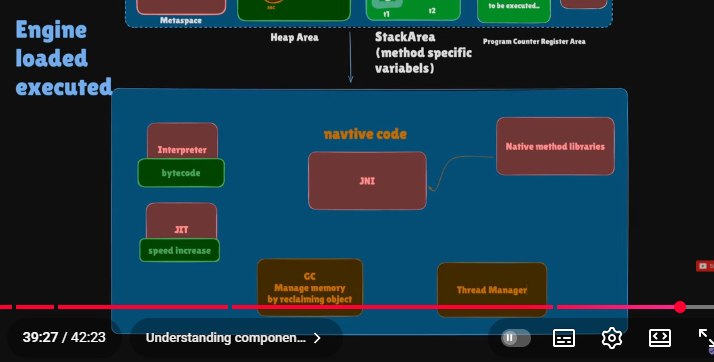 to be executed...
REC
t1
t2
Metaspace
Heap Area
StackArea
(method specific
variabels)
Program Counter Register Area
Engine
loaded
executed
Interpreter
bytecode
navtive code
JNI
Native method libraries
JIT
speed increase
GC
Manage memory
by reclaiming object
Thread Manager
39:27 / 42:23
Understanding componen...